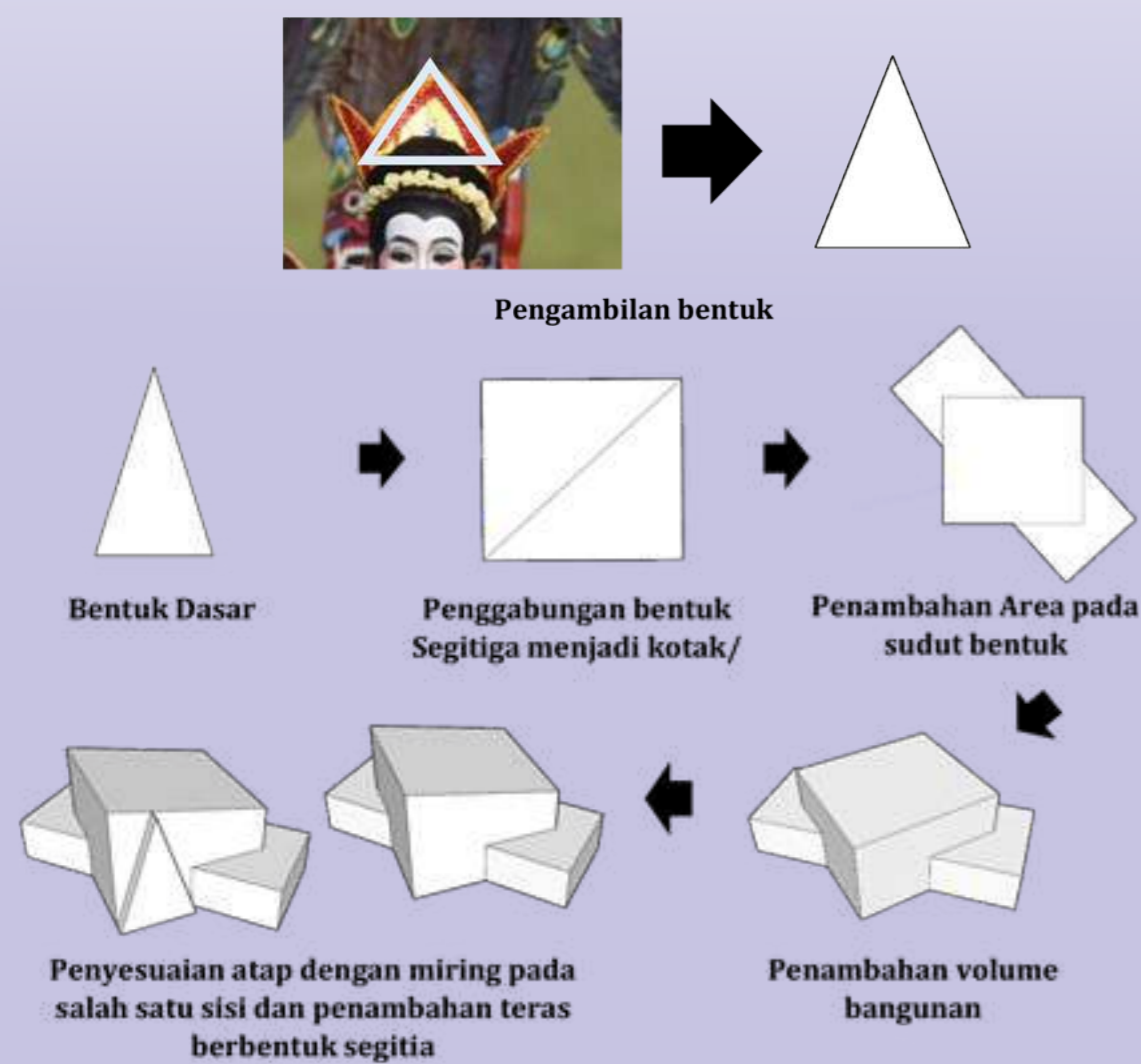 Pengambilan bentuk
Bentuk Dasar
Penggabungan bentuk
Segitiga menjadi kotak/
Penambahan Area pada
sudut bentuk
Penyesuaian atap dengan miring pada
salah satu sisi dan penambahan teras
berbentuk segitia
Penambahan volume
bangunan